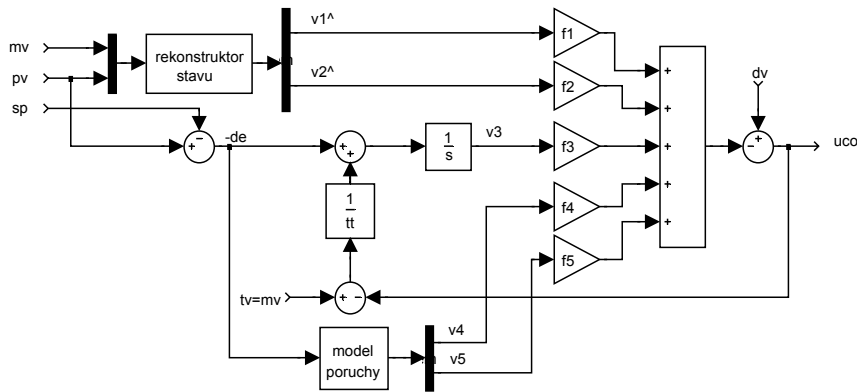 mv
pv
sp
rekonstruktor
stavu
v1^
v2^
f1
f2
dv
-de
1
s
v3
f3
uco
1
tt
f4
f5
tv=mv
model
poruchy
v4
v5
+
+
+
+
+
+
−
+
+
+
−
−
+